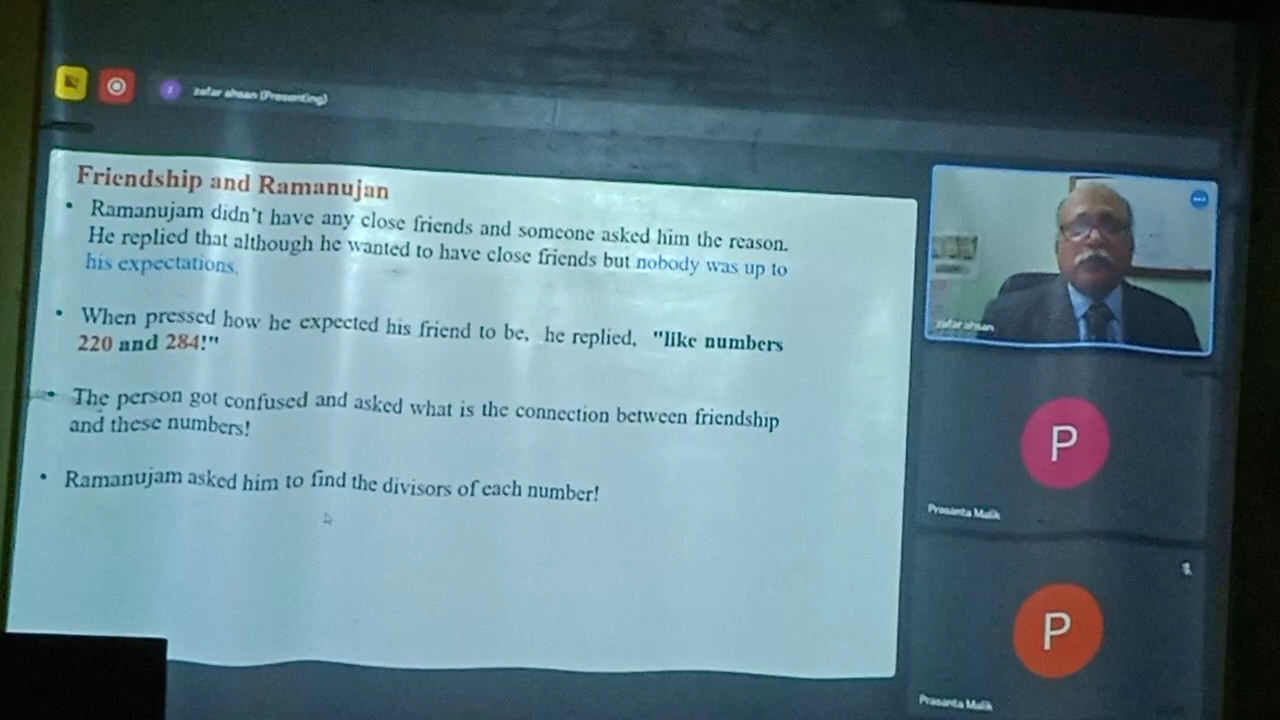 zafar ahsan (Presenting)
Friendship and Ramanujan
• Ramanujam didn't have any close friends and someone asked him the reason.
He replied that although he wanted to have close friends but nobody was up to
his expectations.
• When pressed how he expected his friend to be, he replied, "like numbers
220 and 284!"
• The person got confused and asked what is the connection between friendship
and these numbers!
• Ramanujam asked him to find the divisors of each number!
zafar ahsan
P
Prasanta Malik
P
Prasanta Malik